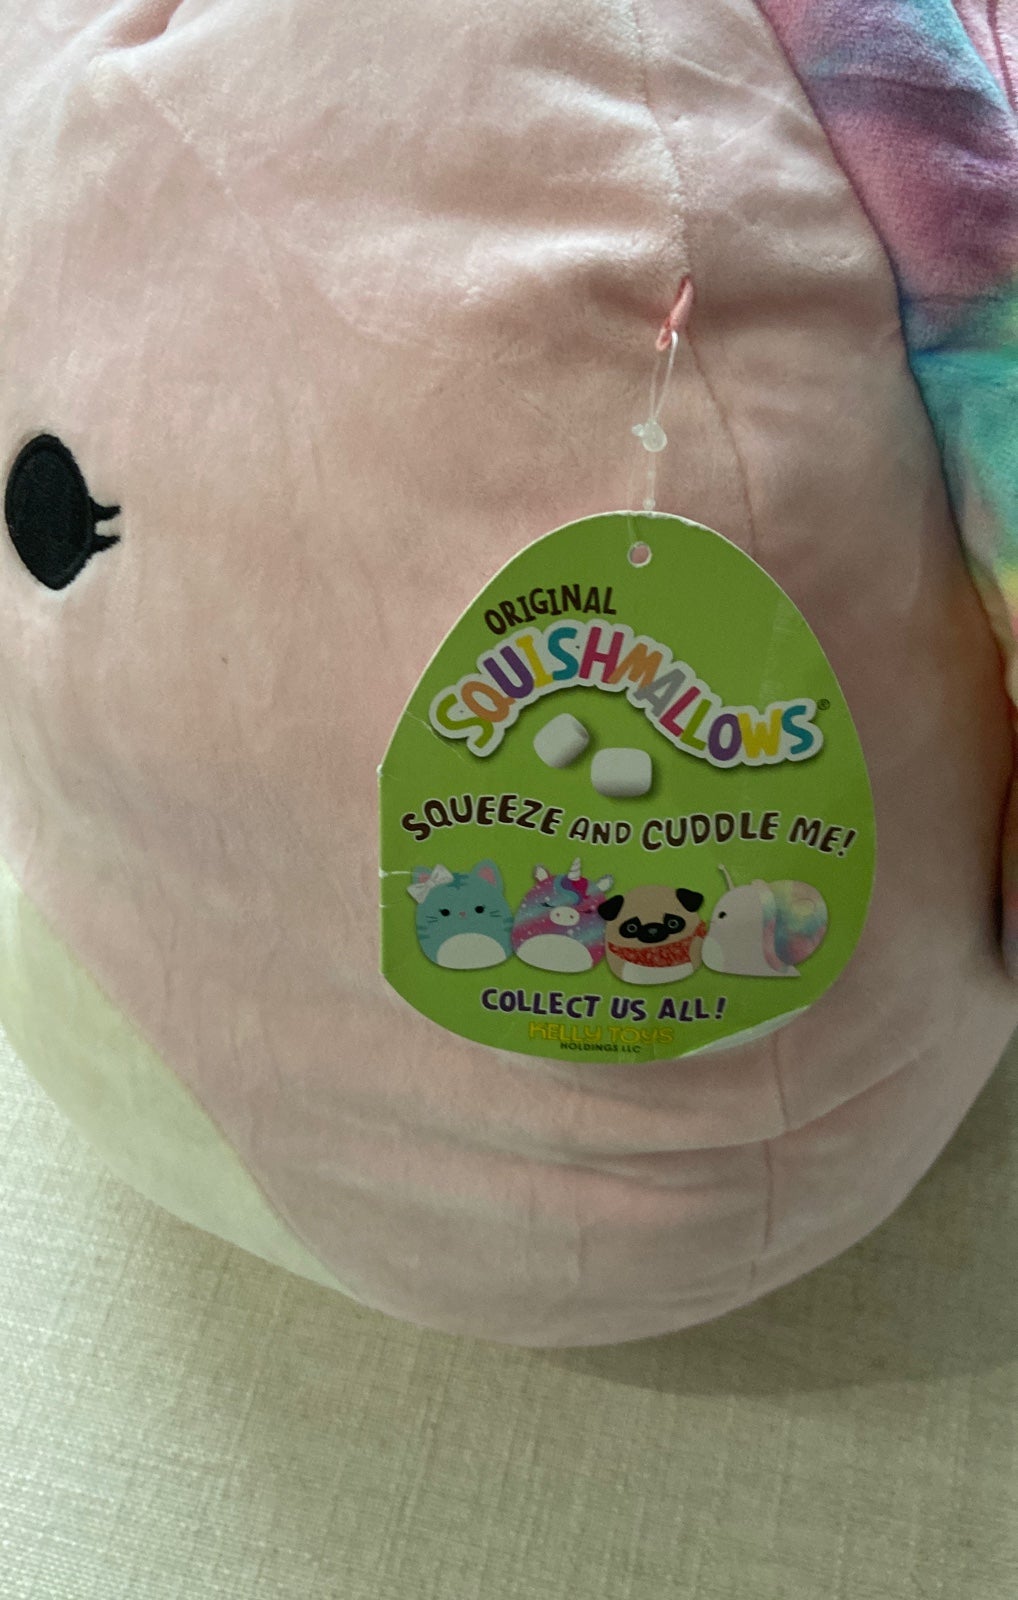 ORIGINAL
SQUISHMALLOWS®
SQUEEZE AND CUDDLE ME!
COLLECT US ALL!
KELLY TOYS
HOLDINGS LLC